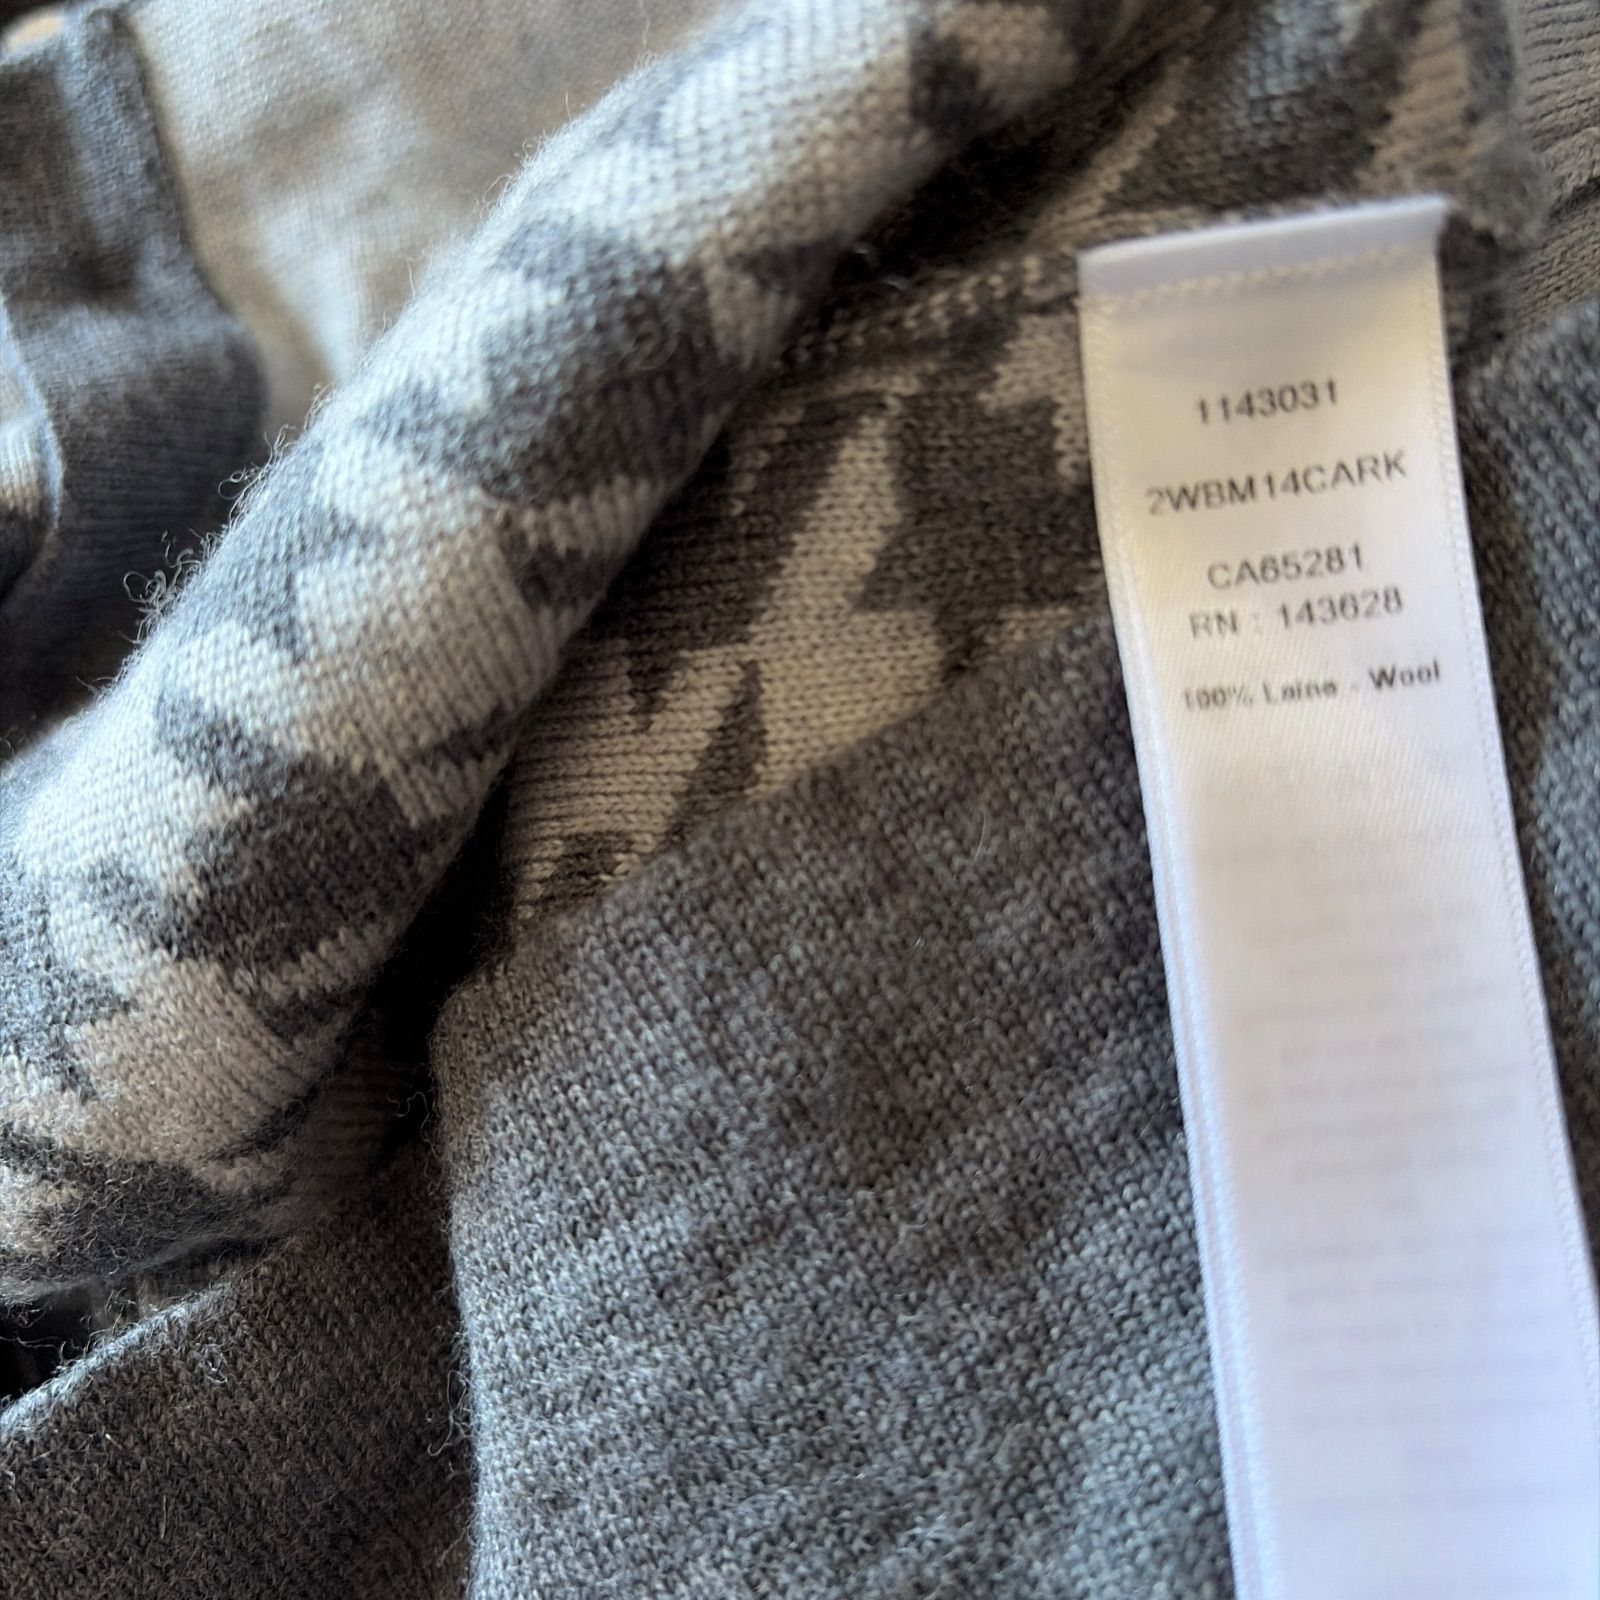 1143031
2WBM14CARK
CA65281
RN : 143628
100% Laine - Wool